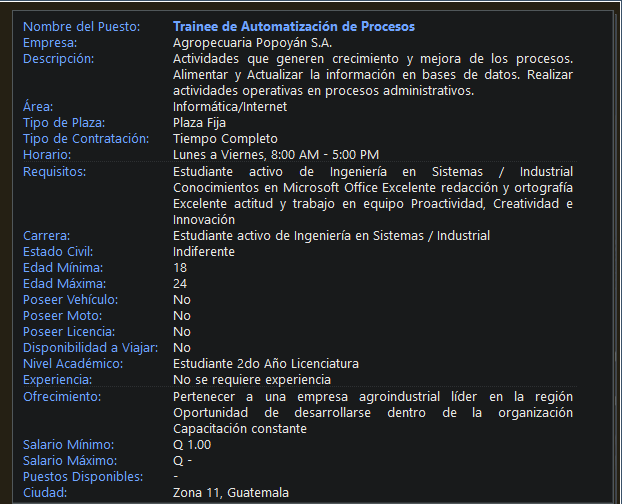 Nombre del Puesto: Trainee de Automatización de Procesos
Empresa: Agropecuaria Popoyán S.A.
Descripción: Actividades que generen crecimiento y mejora de los procesos.
Alimentar y Actualizar la información en bases de datos. Realizar
actividades operativas en procesos administrativos.
Área: Informática/Internet
Tipo de Plaza: Plaza Fija
Tipo de Contratación: Tiempo Completo
Horario: Lunes a Viernes, 8:00 AM - 5:00 PM
Requisitos: Estudiante activo de Ingeniería en Sistemas / Industrial
Conocimientos en Microsoft Office Excelente redacción y ortografía
Excelente actitud y trabajo en equipo Proactividad, Creatividad e
Innovación
Carrera: Estudiante activo de Ingeniería en Sistemas / Industrial
Estado Civil: Indiferente
Edad Mínima: 18
Edad Máxima: 24
Poseer Vehículo: No
Poseer Moto: No
Poseer Licencia: No
Disponibilidad a Viajar: No
Nivel Académico: Estudiante 2do Año Licenciatura
Experiencia: No se requiere experiencia
Ofrecimiento: Pertenecer a una empresa agroindustrial líder en la región
Oportunidad de desarrollarse dentro de la organización
Capacitación constante
Salario Mínimo: Q 1.00
Salario Máximo: Q -
Puestos Disponibles: -
Ciudad: Zona 11, Guatemala